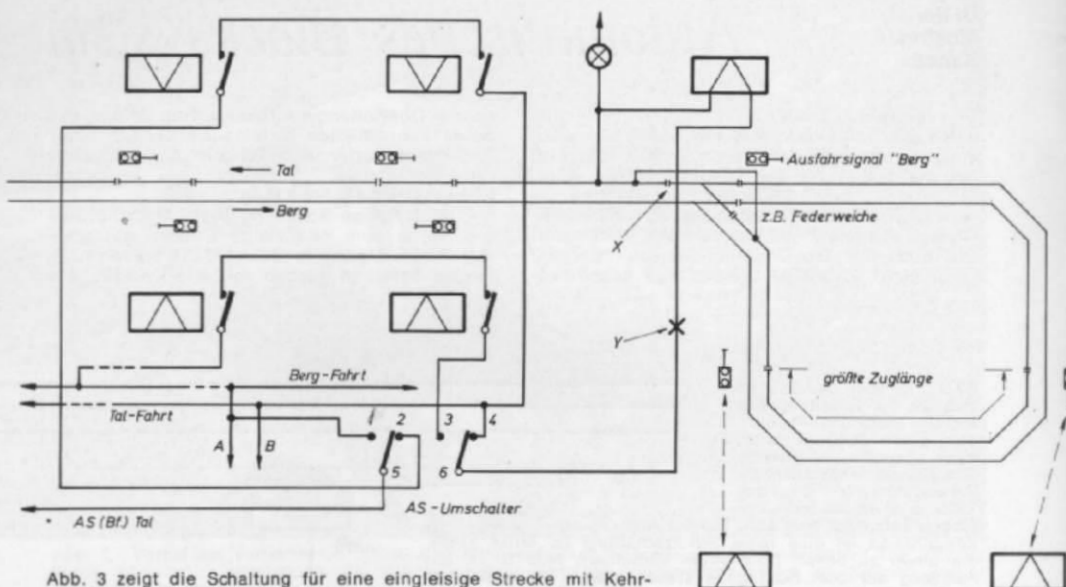 Tal
Berg
Ausfahrsignal "Berg"
z.B. Federweiche
X
Y
größte Zuglänge
Berg-Fahrt
Tal-Fahrt
A
B
2
3
4
5
6
AS-Umschalter
AS (Bf.) Tal
Abb. 3 zeigt die Schaltung für eine eingleisige Strecke mit Kehr-